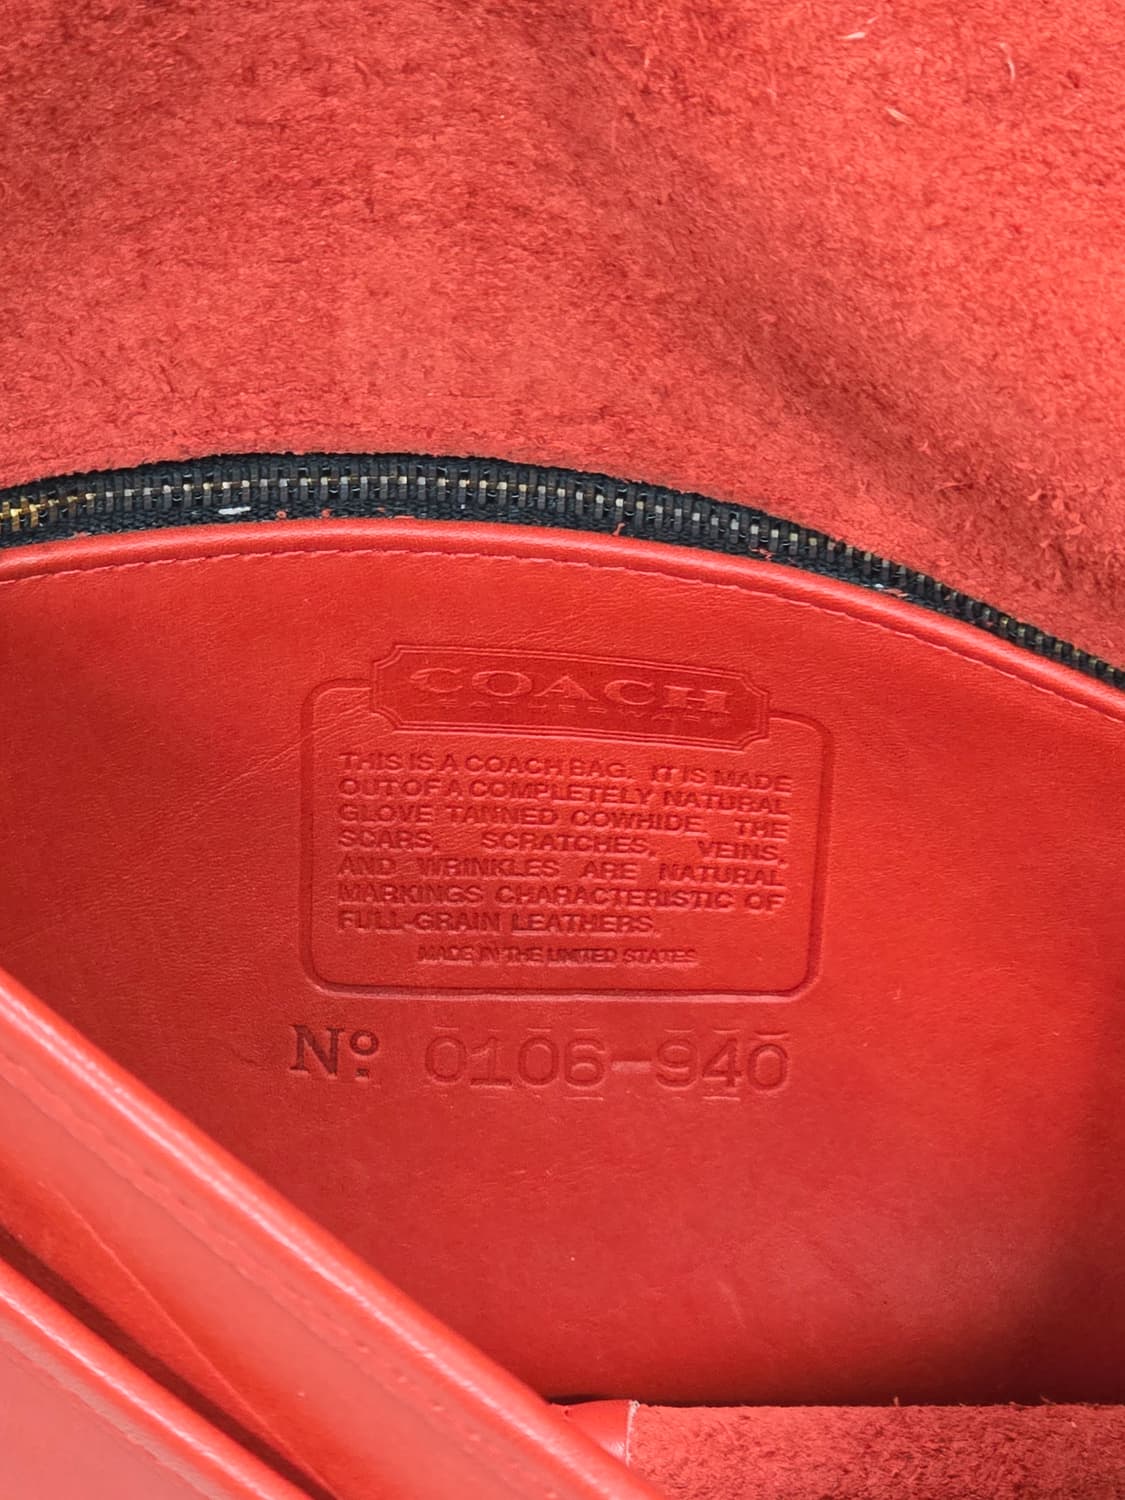 COACH
THIS IS A COACH BAG. IT IS MADE
OUT OF A COMPLETELY NATURAL
GLOVE TANNED COWHIDE. THE
SCARS, SCRATCHES, VEINS,
AND WRINKLES ARE NATURAL
MARKINGS CHARACTERISTIC OF
FULL-GRAIN LEATHERS.
MADE IN THE UNITED STATES
Nº. 0106-940